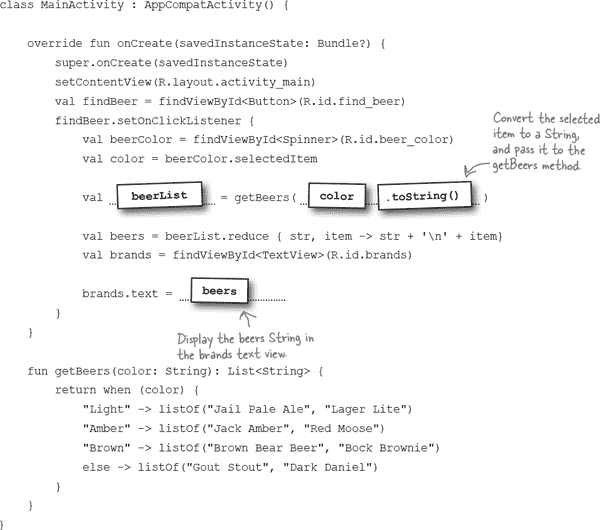 class MainActivity : AppCompatActivity() {
override fun onCreate(savedInstanceState: Bundle?) {
super.onCreate(savedInstanceState)
setContentView(R.layout.activity_main)
val findBeer = findViewById<Button>(R.id.find_beer)
findBeer.setOnClickListener {
val beerColor = findViewById<Spinner>(R.id.beer_color)
val color = beerColor.selectedItem
Convert the selected
item to a String,
and pass it to the
getBeers method.
val beerList = getBeers( color .toString() )
val beers = beerList.reduce { str, item -> str + '\n' + item}
val brands = findViewById<TextView>(R.id.brands)
brands.text = beers
}
}
Display the beers String in
the brands text view.
fun getBeers(color: String): List<String> {
return when (color) {
"Light" -> listOf("Jail Pale Ale", "Lager Lite")
"Amber" -> listOf("Jack Amber", "Red Moose")
"Brown" -> listOf("Brown Bear Beer", "Bock Brownie")
else -> listOf("Gout Stout", "Dark Daniel")
}
}
}